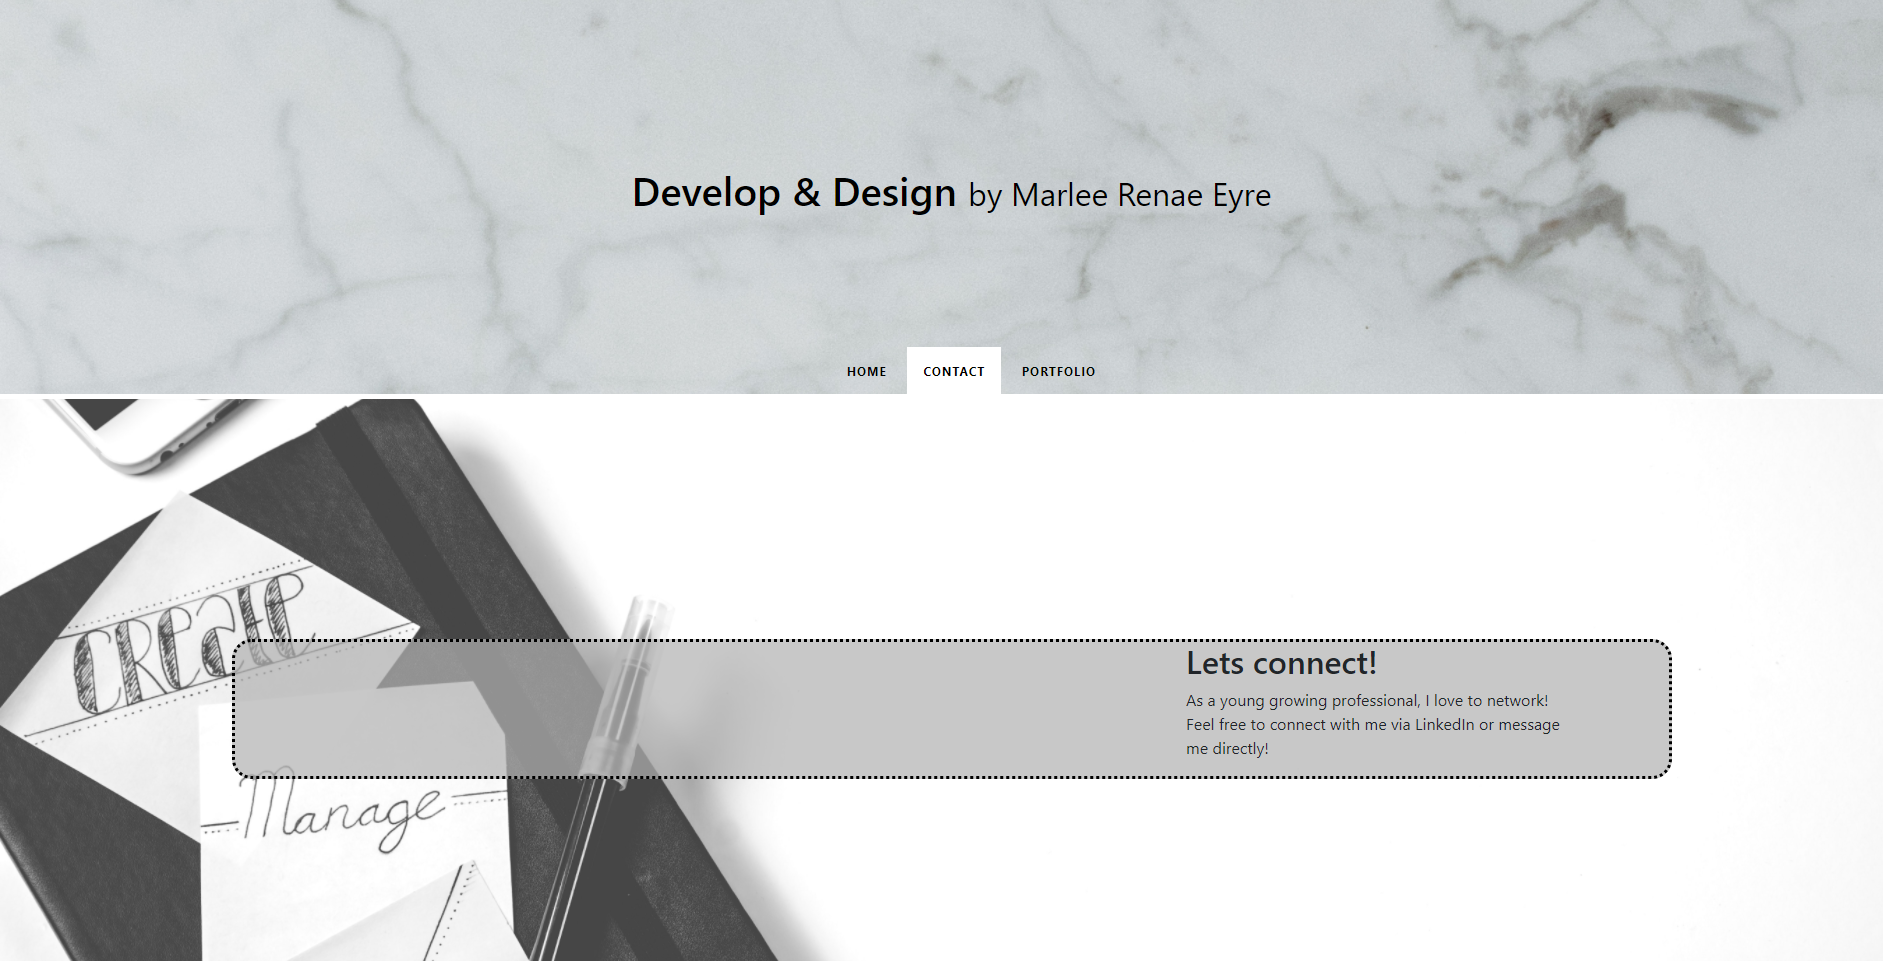 Develop & Design by Marlee Renae Eyre
HOME CONTACT PORTFOLIO
CREATE
Lets connect!
As a young growing professional, I love to network!
Feel free to connect with me via LinkedIn or message
me directly!
Manage